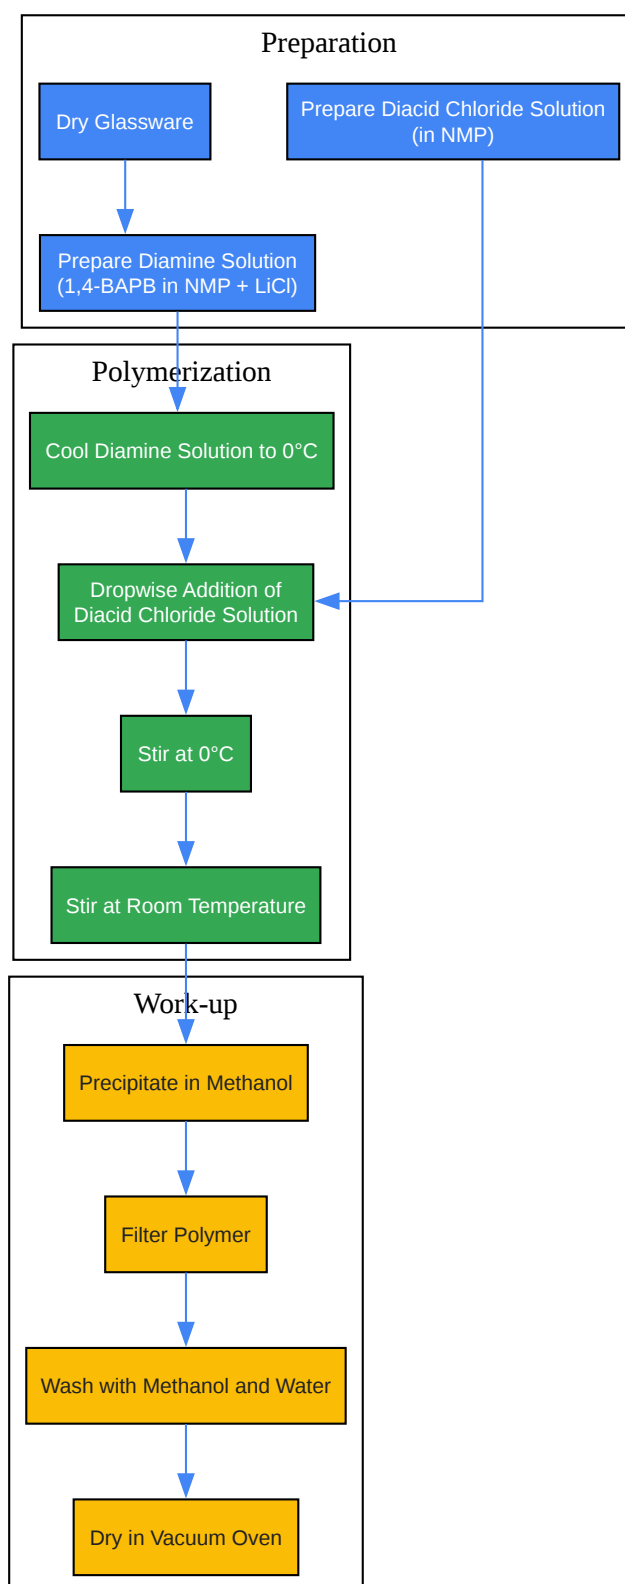 Preparation
Dry Glassware
Prepare Diacid Chloride Solution
(in NMP)
Prepare Diamine Solution
(1,4-BAPB in NMP + LiCl)
Polymerization
Cool Diamine Solution to 0°C
Dropwise Addition of
Diacid Chloride Solution
Stir at 0°C
Stir at Room Temperature
Work-up
Precipitate in Methanol
Filter Polymer
Wash with Methanol and Water
Dry in Vacuum Oven